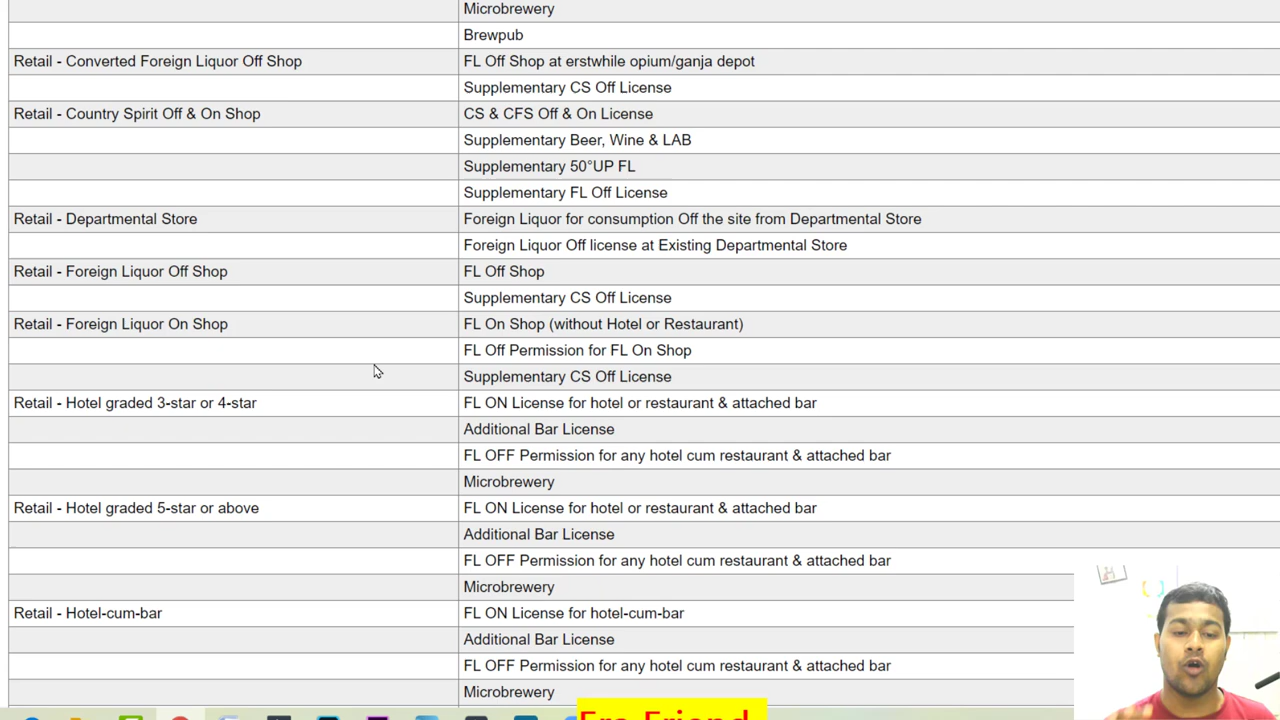 Microbrewery
Brewpub
Retail - Converted Foreign Liquor Off Shop FL Off Shop at erstwhile opium/ganja depot
Supplementary CS Off License
Retail - Country Spirit Off & On Shop CS & CFS Off & On License
Supplementary Beer, Wine & LAB
Supplementary 50°UP FL
Supplementary FL Off License
Retail - Departmental Store Foreign Liquor for consumption Off the site from Departmental Store
Foreign Liquor Off license at Existing Departmental Store
Retail - Foreign Liquor Off Shop FL Off Shop
Supplementary CS Off License
Retail - Foreign Liquor On Shop FL On Shop (without Hotel or Restaurant)
FL Off Permission for FL On Shop
Supplementary CS Off License
Retail - Hotel graded 3-star or 4-star FL ON License for hotel or restaurant & attached bar
Additional Bar License
FL OFF Permission for any hotel cum restaurant & attached bar
Microbrewery
Retail - Hotel graded 5-star or above FL ON License for hotel or restaurant & attached bar
Additional Bar License
FL OFF Permission for any hotel cum restaurant & attached bar
Microbrewery
Retail - Hotel-cum-bar FL ON License for hotel-cum-bar
Additional Bar License
FL OFF Permission for any hotel cum restaurant & attached bar
Microbrewery
Friend